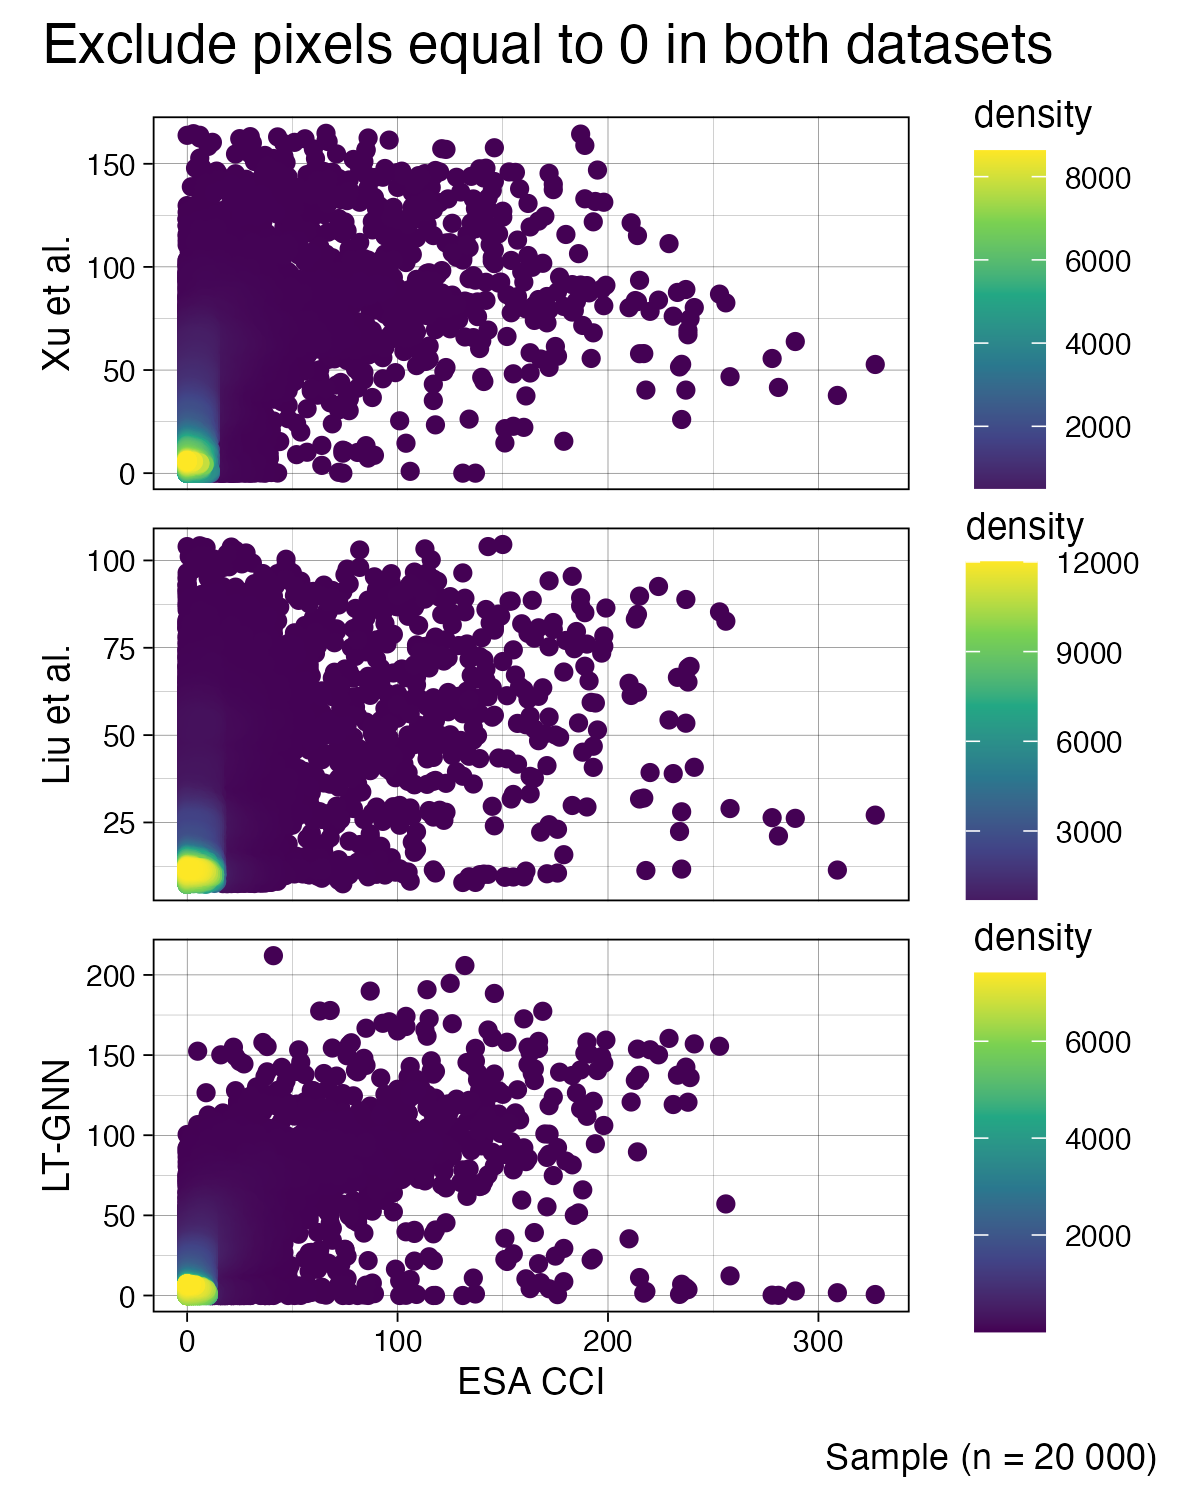 Exclude pixels equal to 0 in both datasets
density
8000
6000
4000
2000
Xu et al.
150
100
50
0
density
12000
9000
6000
3000
Liu et al.
100
75
50
25
density
6000
4000
2000
LT-GNN
200
150
100
50
0
0 100 200 300
ESA CCI
Sample (n = 20 000)